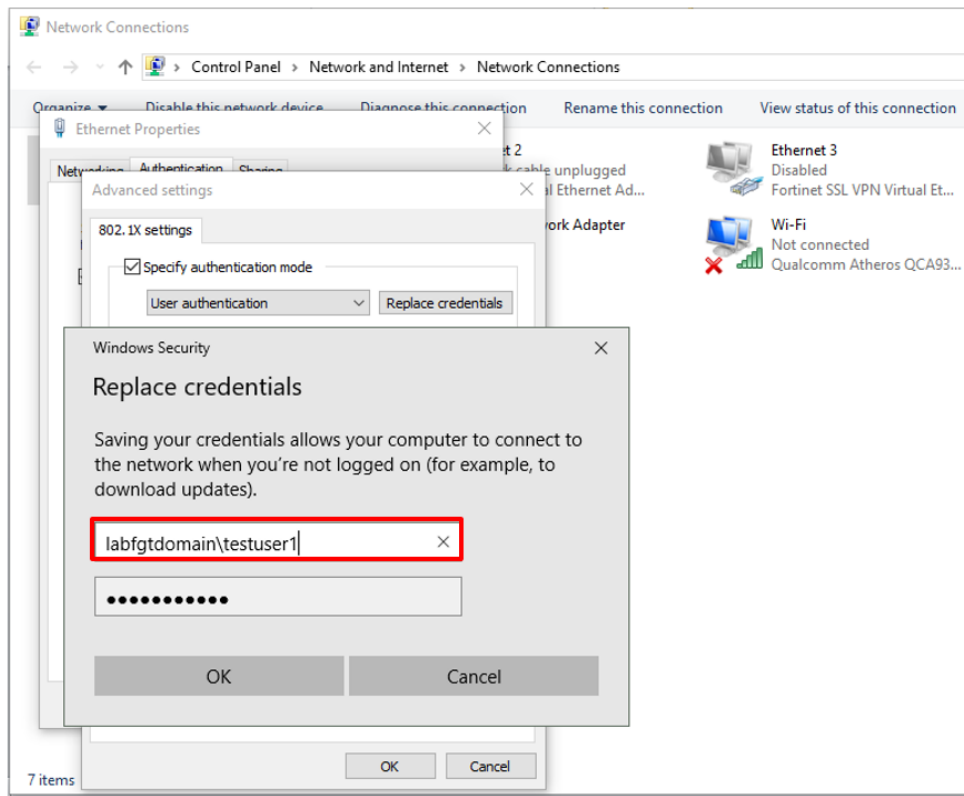 Network Connections
Control Panel > Network and Internet > Network Connections
Organize Disable this network device Diagnose this connection Rename this connection View status of this connection
Ethernet Properties
Networking Authentication Sharing
Advanced settings
802.1X settings
Specify authentication mode
User authentication
Replace credentials
et 2
k cable unplugged
al Ethernet Ad...
Ethernet 3
Disabled
Fortinet SSL VPN Virtual Et...
ork Adapter
Wi-Fi
Not connected
Qualcomm Atheros QCA93...
Windows Security
Replace credentials
Saving your credentials allows your computer to connect to
the network when you're not logged on (for example, to
download updates).
labfgtdomain\testuser1
●●●●●●●●●●●
OK Cancel
OK Cancel
7 items